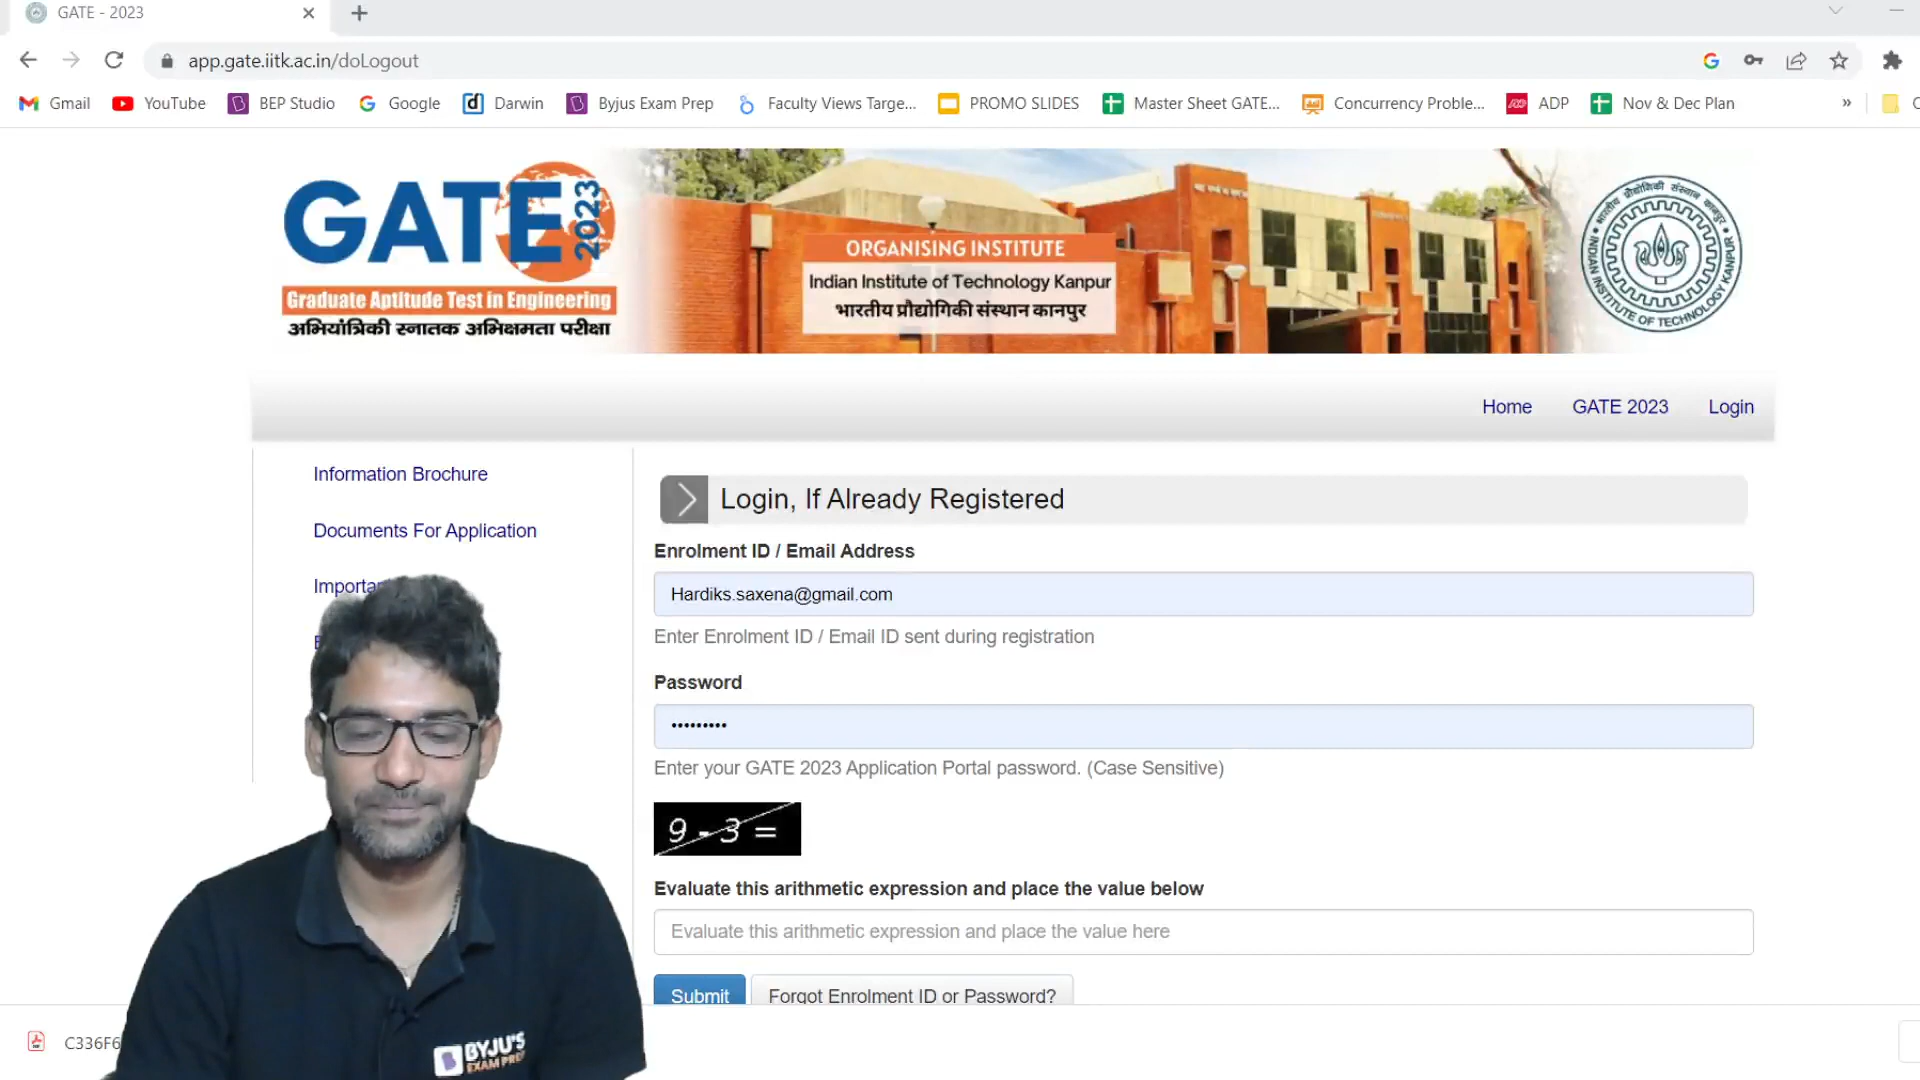 GATE - 2023
app.gate.iitk.ac.in/doLogout
Gmail YouTube BEP Studio Google Darwin Byjus Exam Prep Faculty Views Targe... PROMO SLIDES Master Sheet GATE... Concurrency Proble... ADP Nov & Dec Plan »
GATE 2023
Graduate Aptitude Test in Engineering
अभियांत्रिकी स्नातक अभिक्षमता परीक्षा
ORGANISING INSTITUTE
Indian Institute of Technology Kanpur
भारतीय प्रौद्योगिकी संस्थान कानपुर
भारतीय प्रौद्योगिकी संस्थान कानपुर
INDIAN INSTITUTE OF TECHNOLOGY KANPUR
Home GATE 2023 Login
Information Brochure
Documents For Application
Login, If Already Registered
Enrolment ID / Email Address
Hardiks.saxena@gmail.com
Enter Enrolment ID / Email ID sent during registration
Password
•••••••••
Enter your GATE 2023 Application Portal password. (Case Sensitive)
9 - 3 =
Evaluate this arithmetic expression and place the value below
Evaluate this arithmetic expression and place the value here
Submit Forgot Enrolment ID or Password?
BYJU'S
EXAM PREP